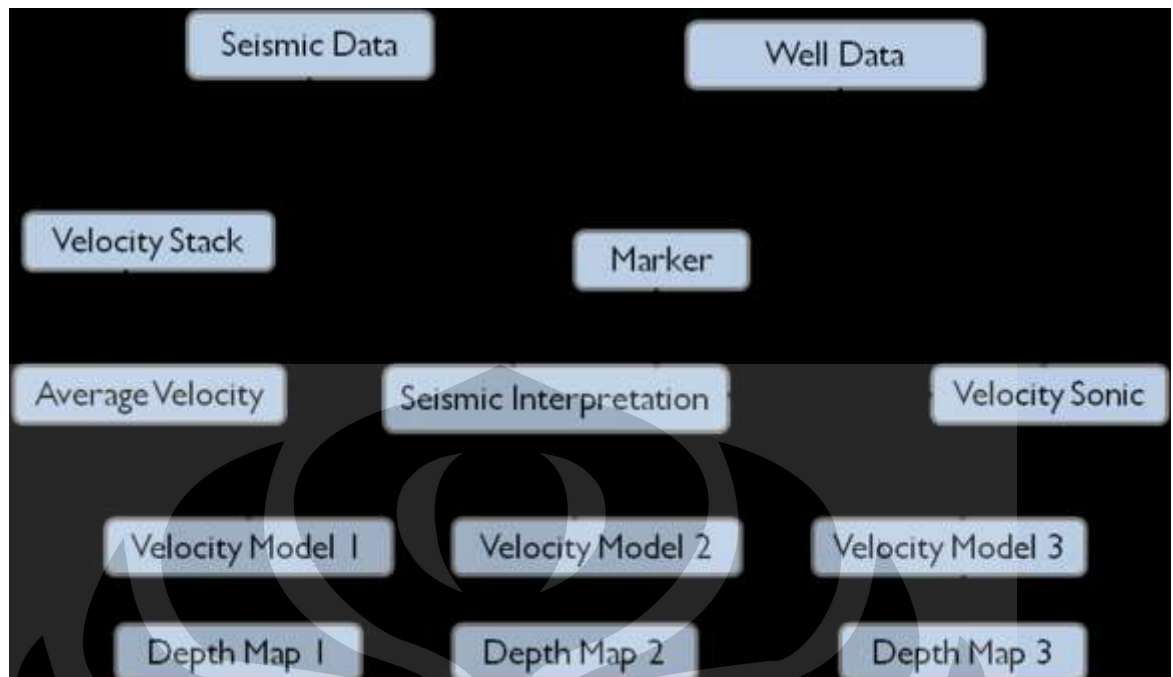 Seismic Data
Well Data
Velocity Stack
Marker
Average Velocity
Seismic Interpretation
Velocity Sonic
Velocity Model 1
Velocity Model 2
Velocity Model 3
Depth Map 1
Depth Map 2
Depth Map 3